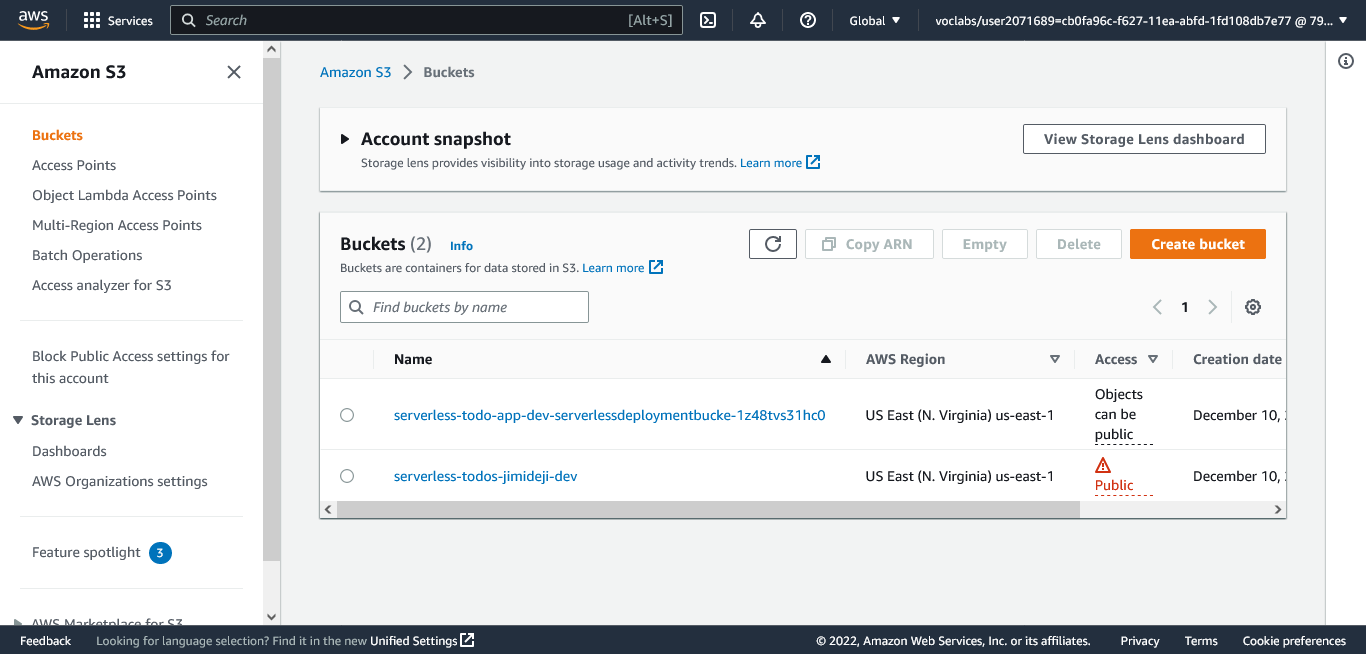 aws
Services
Search
[Alt+S]
Global
voclabs/user2071689=cb0fa96c-f627-11ea-abfd-1fd108db7e77 @ 79...
Amazon S3
Buckets
Access Points
Object Lambda Access Points
Multi-Region Access Points
Batch Operations
Access analyzer for S3
Block Public Access settings for
this account
Storage Lens
Dashboards
AWS Organizations settings
Feature spotlight 3
AWS Marketplace for S3
Amazon S3 Buckets
Account snapshot
Storage lens provides visibility into storage usage and activity trends. Learn more
View Storage Lens dashboard
Buckets (2) Info
Buckets are containers for data stored in S3. Learn more
Copy ARN
Empty
Delete
Create bucket
Find buckets by name
1
Name AWS Region Access Creation date
serverless-todo-app-dev-serverlessdeploymentbucke-1z48tvs31hc0 US East (N. Virginia) us-east-1
Objects
can be
public
December 10,
serverless-todos-jimideji-dev US East (N. Virginia) us-east-1
Public
December 10,
Feedback
Looking for language selection? Find it in the new Unified Settings
© 2022, Amazon Web Services, Inc. or its affiliates.
Privacy
Terms
Cookie preferences